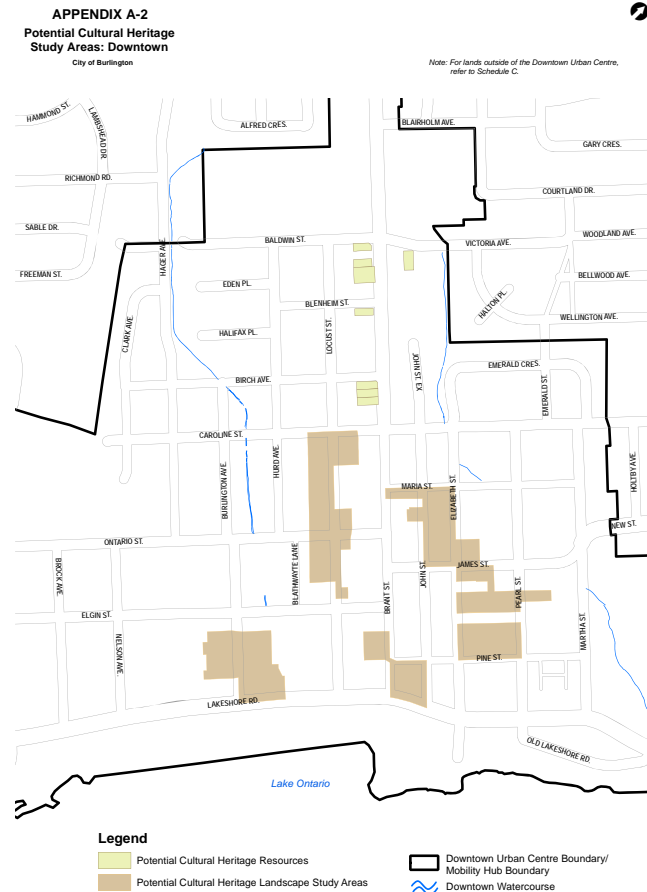 APPENDIX A-2
Potential Cultural Heritage
Study Areas: Downtown
City of Burlington
Note: For lands outside of the Downtown Urban Centre,
refer to Schedule C.
HAMMOND ST.
LAMBSHEAD DR.
ALFRED CRES.
BLAIRHOLM AVE.
GARY CRES.
RICHMOND RD.
COURTLAND DR.
SABLE DR.
HAGER AVE.
BALDWIN ST.
VICTORIA AVE.
WOODLAND AVE.
FREEMAN ST.
BELLWOOD AVE.
EDEN PL.
BLENHEIM ST.
HALTON PL.
WELLINGTON AVE.
CLARK AVE.
HALIFAX PL.
LOCUST ST.
JOHN ST. EX
EMERALD CRES.
BIRCH AVE.
EMERALD ST.
CAROLINE ST.
HURD AVE.
BURLINGTON AVE.
MARIA ST.
ELIZABETH ST.
HOLTBY AVE.
NEW ST.
ONTARIO ST.
BROCK AVE.
BLATHWAYTE LANE
BRANT ST.
JOHN ST.
JAMES ST.
PEARL ST.
MARTHA ST.
ELGIN ST.
NELSON AVE.
PINE ST.
LAKESHORE RD.
OLD LAKESHORE RD.
Lake Ontario
Legend
Potential Cultural Heritage Resources
Potential Cultural Heritage Landscape Study Areas
Downtown Urban Centre Boundary/
Mobility Hub Boundary
Downtown Watercourse